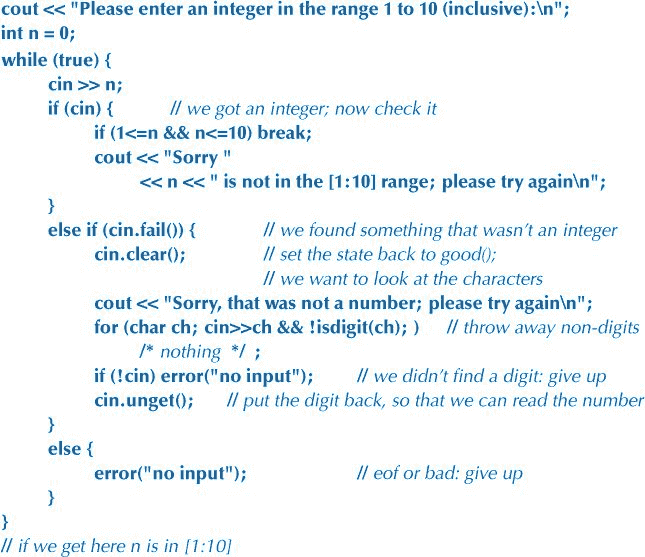 cout << "Please enter an integer in the range 1 to 10 (inclusive):\n";
int n = 0;
while (true) {
cin >> n;
if (cin) { // we got an integer; now check it
if (1<=n && n<=10) break;
cout << "Sorry "
<< n << " is not in the [1:10] range; please try again\n";
}
else if (cin.fail()) { // we found something that wasn't an integer
cin.clear(); // set the state back to good();
// we want to look at the characters
cout << "Sorry, that was not a number; please try again\n";
for (char ch; cin>>ch && !isdigit(ch); ) // throw away non-digits
/* nothing */ ;
if (!cin) error("no input"); // we didn't find a digit: give up
cin.unget(); // put the digit back, so that we can read the number
}
else {
error("no input"); // eof or bad: give up
}
}
// if we get here n is in [1:10]